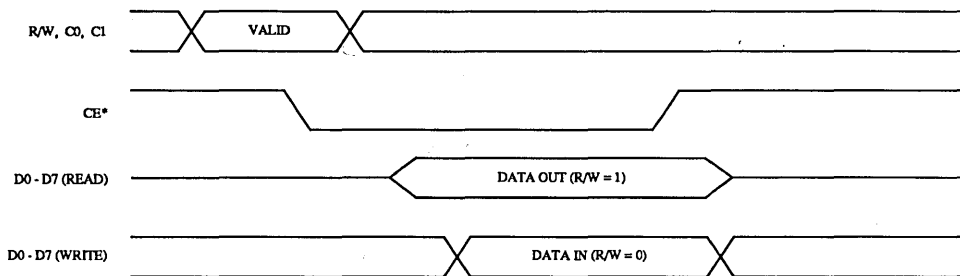 R/W, C0, C1 VALID
CE*
D0 - D7 (READ) DATA OUT (R/W = 1)
D0 - D7 (WRITE) DATA IN (R/W = 0)